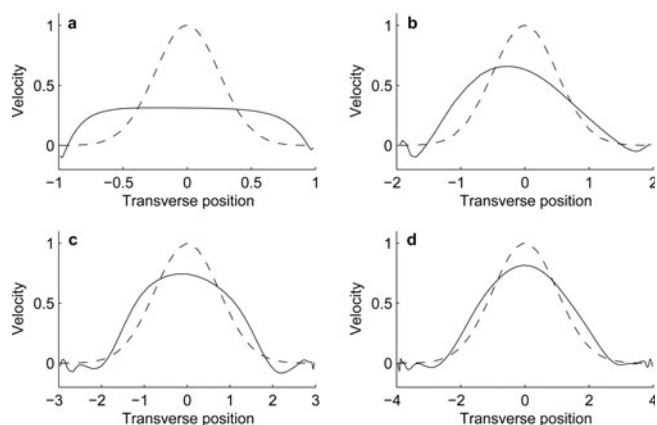 a
Velocity
1
0.5
0
−1 −0.5 0 0.5 1
Transverse position
b
Velocity
1
0.5
0
−2 −1 0 1 2
Transverse position
c
Velocity
1
0.5
0
−3 −2 −1 0 1 2 3
Transverse position
d
Velocity
1
0.5
0
−4 −2 0 2 4
Transverse position